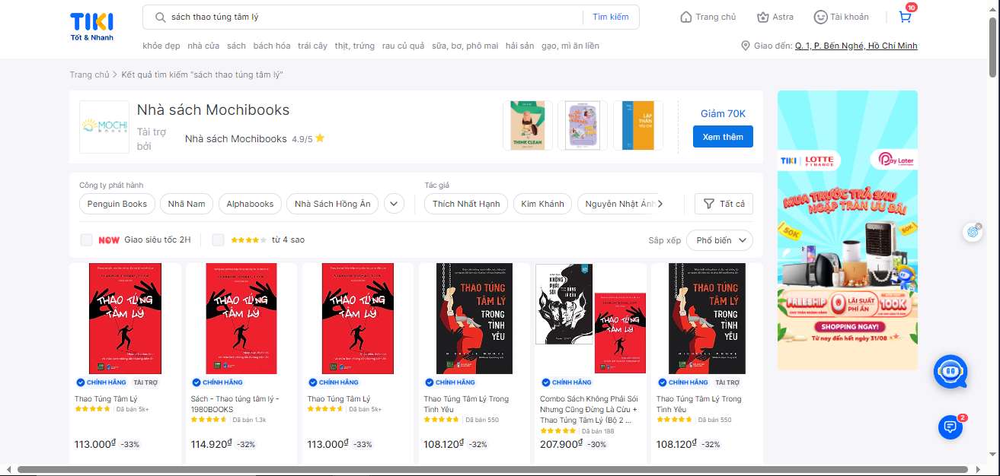 TIKI
Tốt & Nhanh
sách thao túng tâm lý
Tìm kiếm
Trang chủ
Astra
Tài khoản
10
khỏe đẹp nhà cửa sách bách hóa trái cây thịt, trứng rau củ quả sữa, bơ, phô mai hải sản gạo, mì ăn liền
Giao đến: Q. 1, P. Bến Nghé, Hồ Chí Minh
Trang chủ > Kết quả tìm kiếm "sách thao túng tâm lý"
MOCHI
books
Nhà sách Mochibooks
Tài trợ
bởi
Nhà sách Mochibooks 4.9/5
THINK CLEAN
LẬP
THÂN
Giảm 70K
Xem thêm
Công ty phát hành
Penguin Books
Nhã Nam
Alphabooks
Nhà Sách Hồng Ân
Tác giả
Thích Nhất Hạnh
Kim Khánh
Nguyễn Nhật Ánh
Tất cả
NOW Giao siêu tốc 2H
từ 4 sao
Sắp xếp
Phổ biến
THAO TÚNG
TÂM LÝ
CHÍNH HÃNG TÀI TRỢ
Thao Túng Tâm Lý
Đã bán 5k+
113.000₫ -33%
THAO TÚNG
TÂM LÝ
CHÍNH HÃNG
Sách - Thao túng tâm lý -
1980BOOKS
Đã bán 1.3k
114.920₫ -32%
THAO TÚNG
TÂM LÝ
CHÍNH HÃNG
Thao Túng Tâm Lý
Đã bán 5k+
113.000₫ -33%
THAO TÚNG
TÂM LÝ
TRONG
TÌNH
YÊU
CHÍNH HÃNG
Thao Túng Tâm Lý Trong
Tình Yêu
Đã bán 550
108.120₫ -32%
KHÔNG
PHẢI
SÓI
THAO TÚNG
TÂM LÝ
CHÍNH HÃNG
Combo Sách Không Phải Sói
Nhưng Cũng Đừng Là Cừu +
Thao Túng Tâm Lý (Bộ 2 ...
Đã bán 188
207.900₫ -30%
THAO TÚNG
TÂM LÝ
TRONG
TÌNH
YÊU
CHÍNH HÃNG TÀI TRỢ
Thao Túng Tâm Lý Trong
Tình Yêu
Đã bán 550
108.120₫ -32%
TIKI | LOTTE
FINANCE
Pay Later
MUA TRƯỚC TRẢ SAU
NGẬP TRÀN ƯU ĐÃI
50K
50K
FREESHIP
CHO TOÀN NGÀNH HÀNG
0 LÃI SUẤT
PHÍ ẨN
100K
SHOPPING NGAY!
Từ nay đến hết ngày 31/08
2